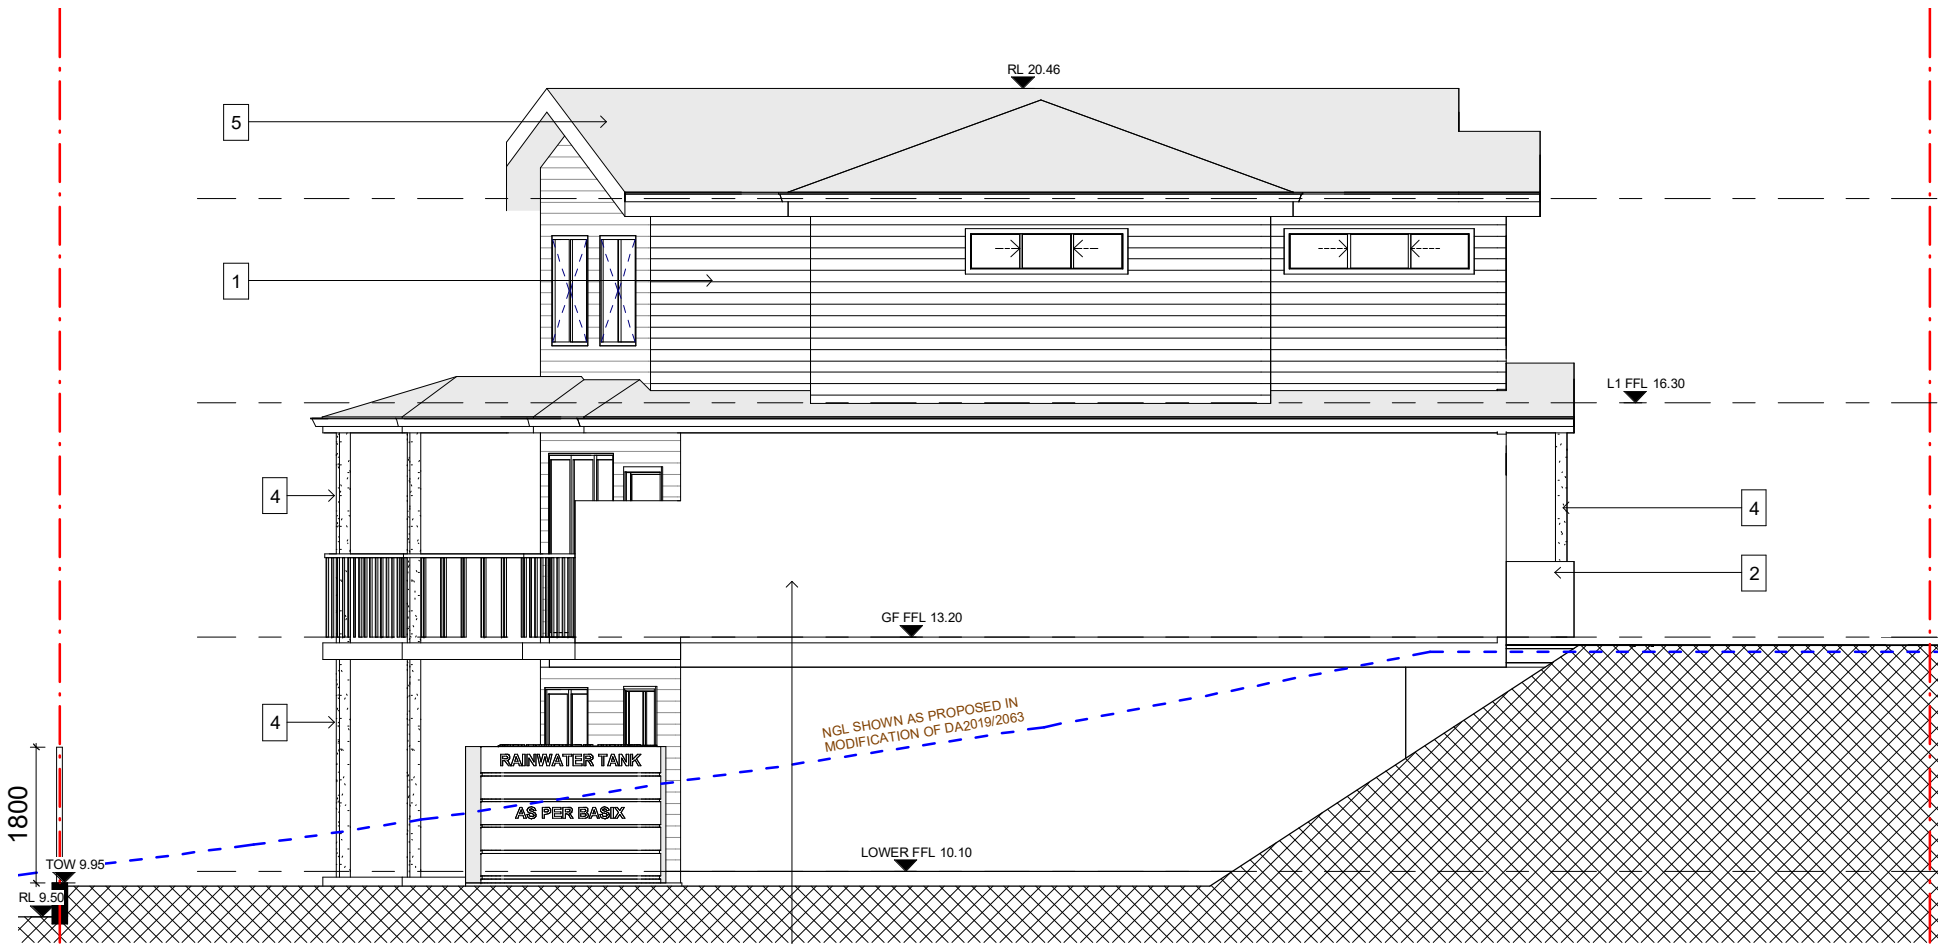 RL 20.46
5
1
L1 FFL 16.30
4
4
2
GF FFL 13.20
4
NGL SHOWN AS PROPOSED IN
MODIFICATION OF DA2019/2063
RAINWATER TANK
AS PER BASIX
1800
LOWER FFL 10.10
TOW 9.95
RL 9.50